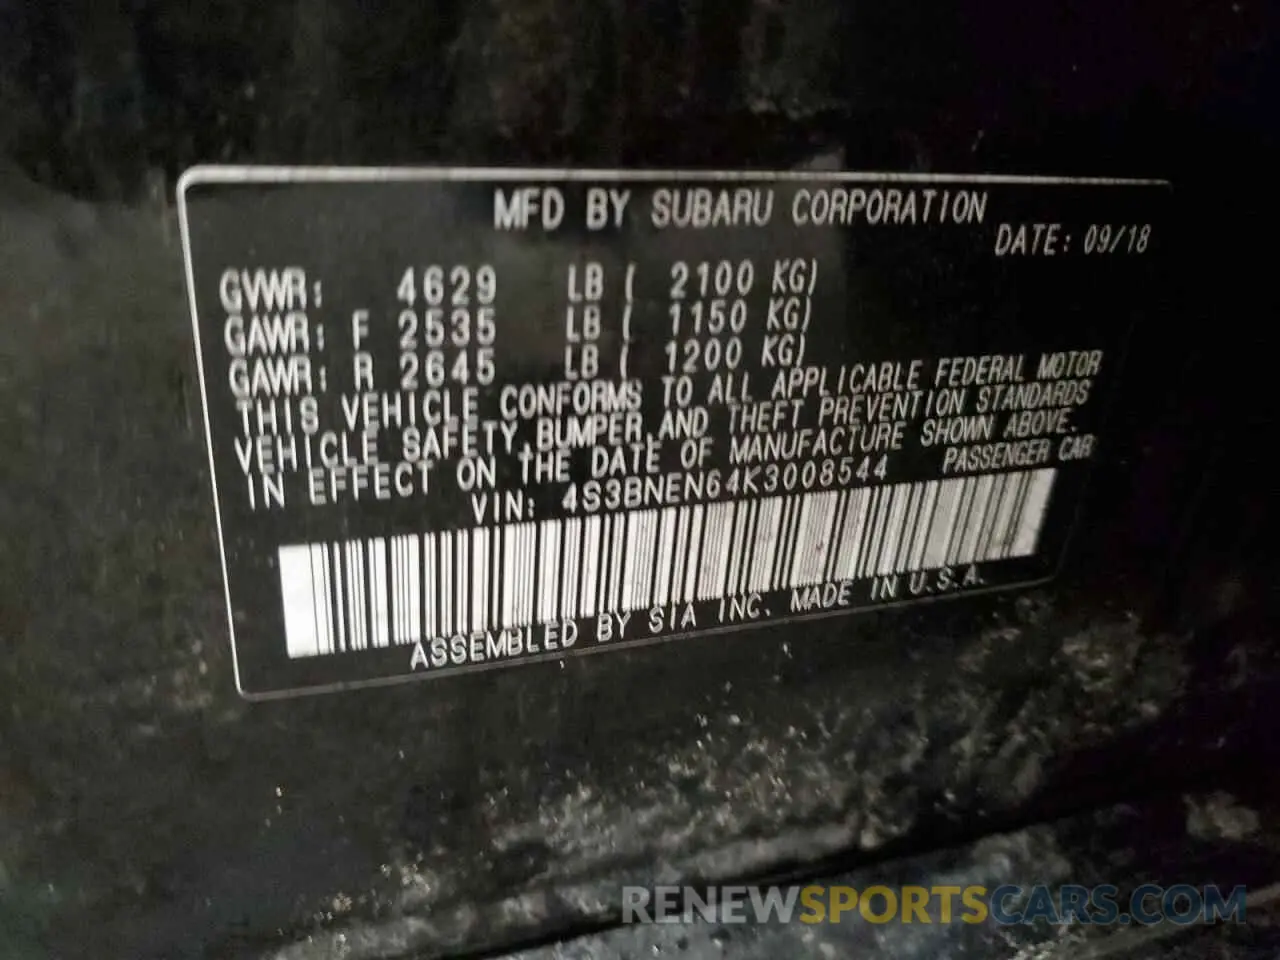 MFD BY SUBARU CORPORATION
DATE: 09/18
GVWR: 4629 LB ( 2100 KG)
GAWR: F 2535 LB ( 1150 KG)
GAWR: R 2645 LB ( 1200 KG)
THIS VEHICLE CONFORMS TO ALL APPLICABLE FEDERAL MOTOR
VEHICLE SAFETY, BUMPER, AND THEFT PREVENTION STANDARDS
IN EFFECT ON THE DATE OF MANUFACTURE SHOWN ABOVE.
VIN: 4S3BNEN64K3008544 PASSENGER CAR
ASSEMBLED BY SIA INC. MADE IN U.S.A.
RENEWSPORTSCARS.COM